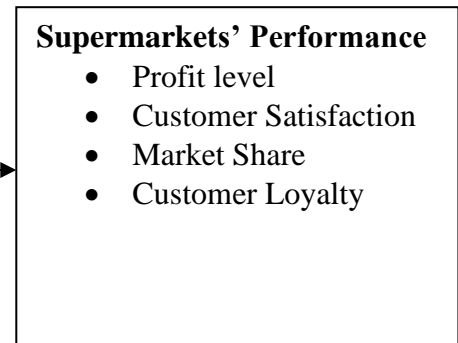 Supermarkets’ Performance
• Profit level
• Customer Satisfaction
• Market Share
• Customer Loyalty